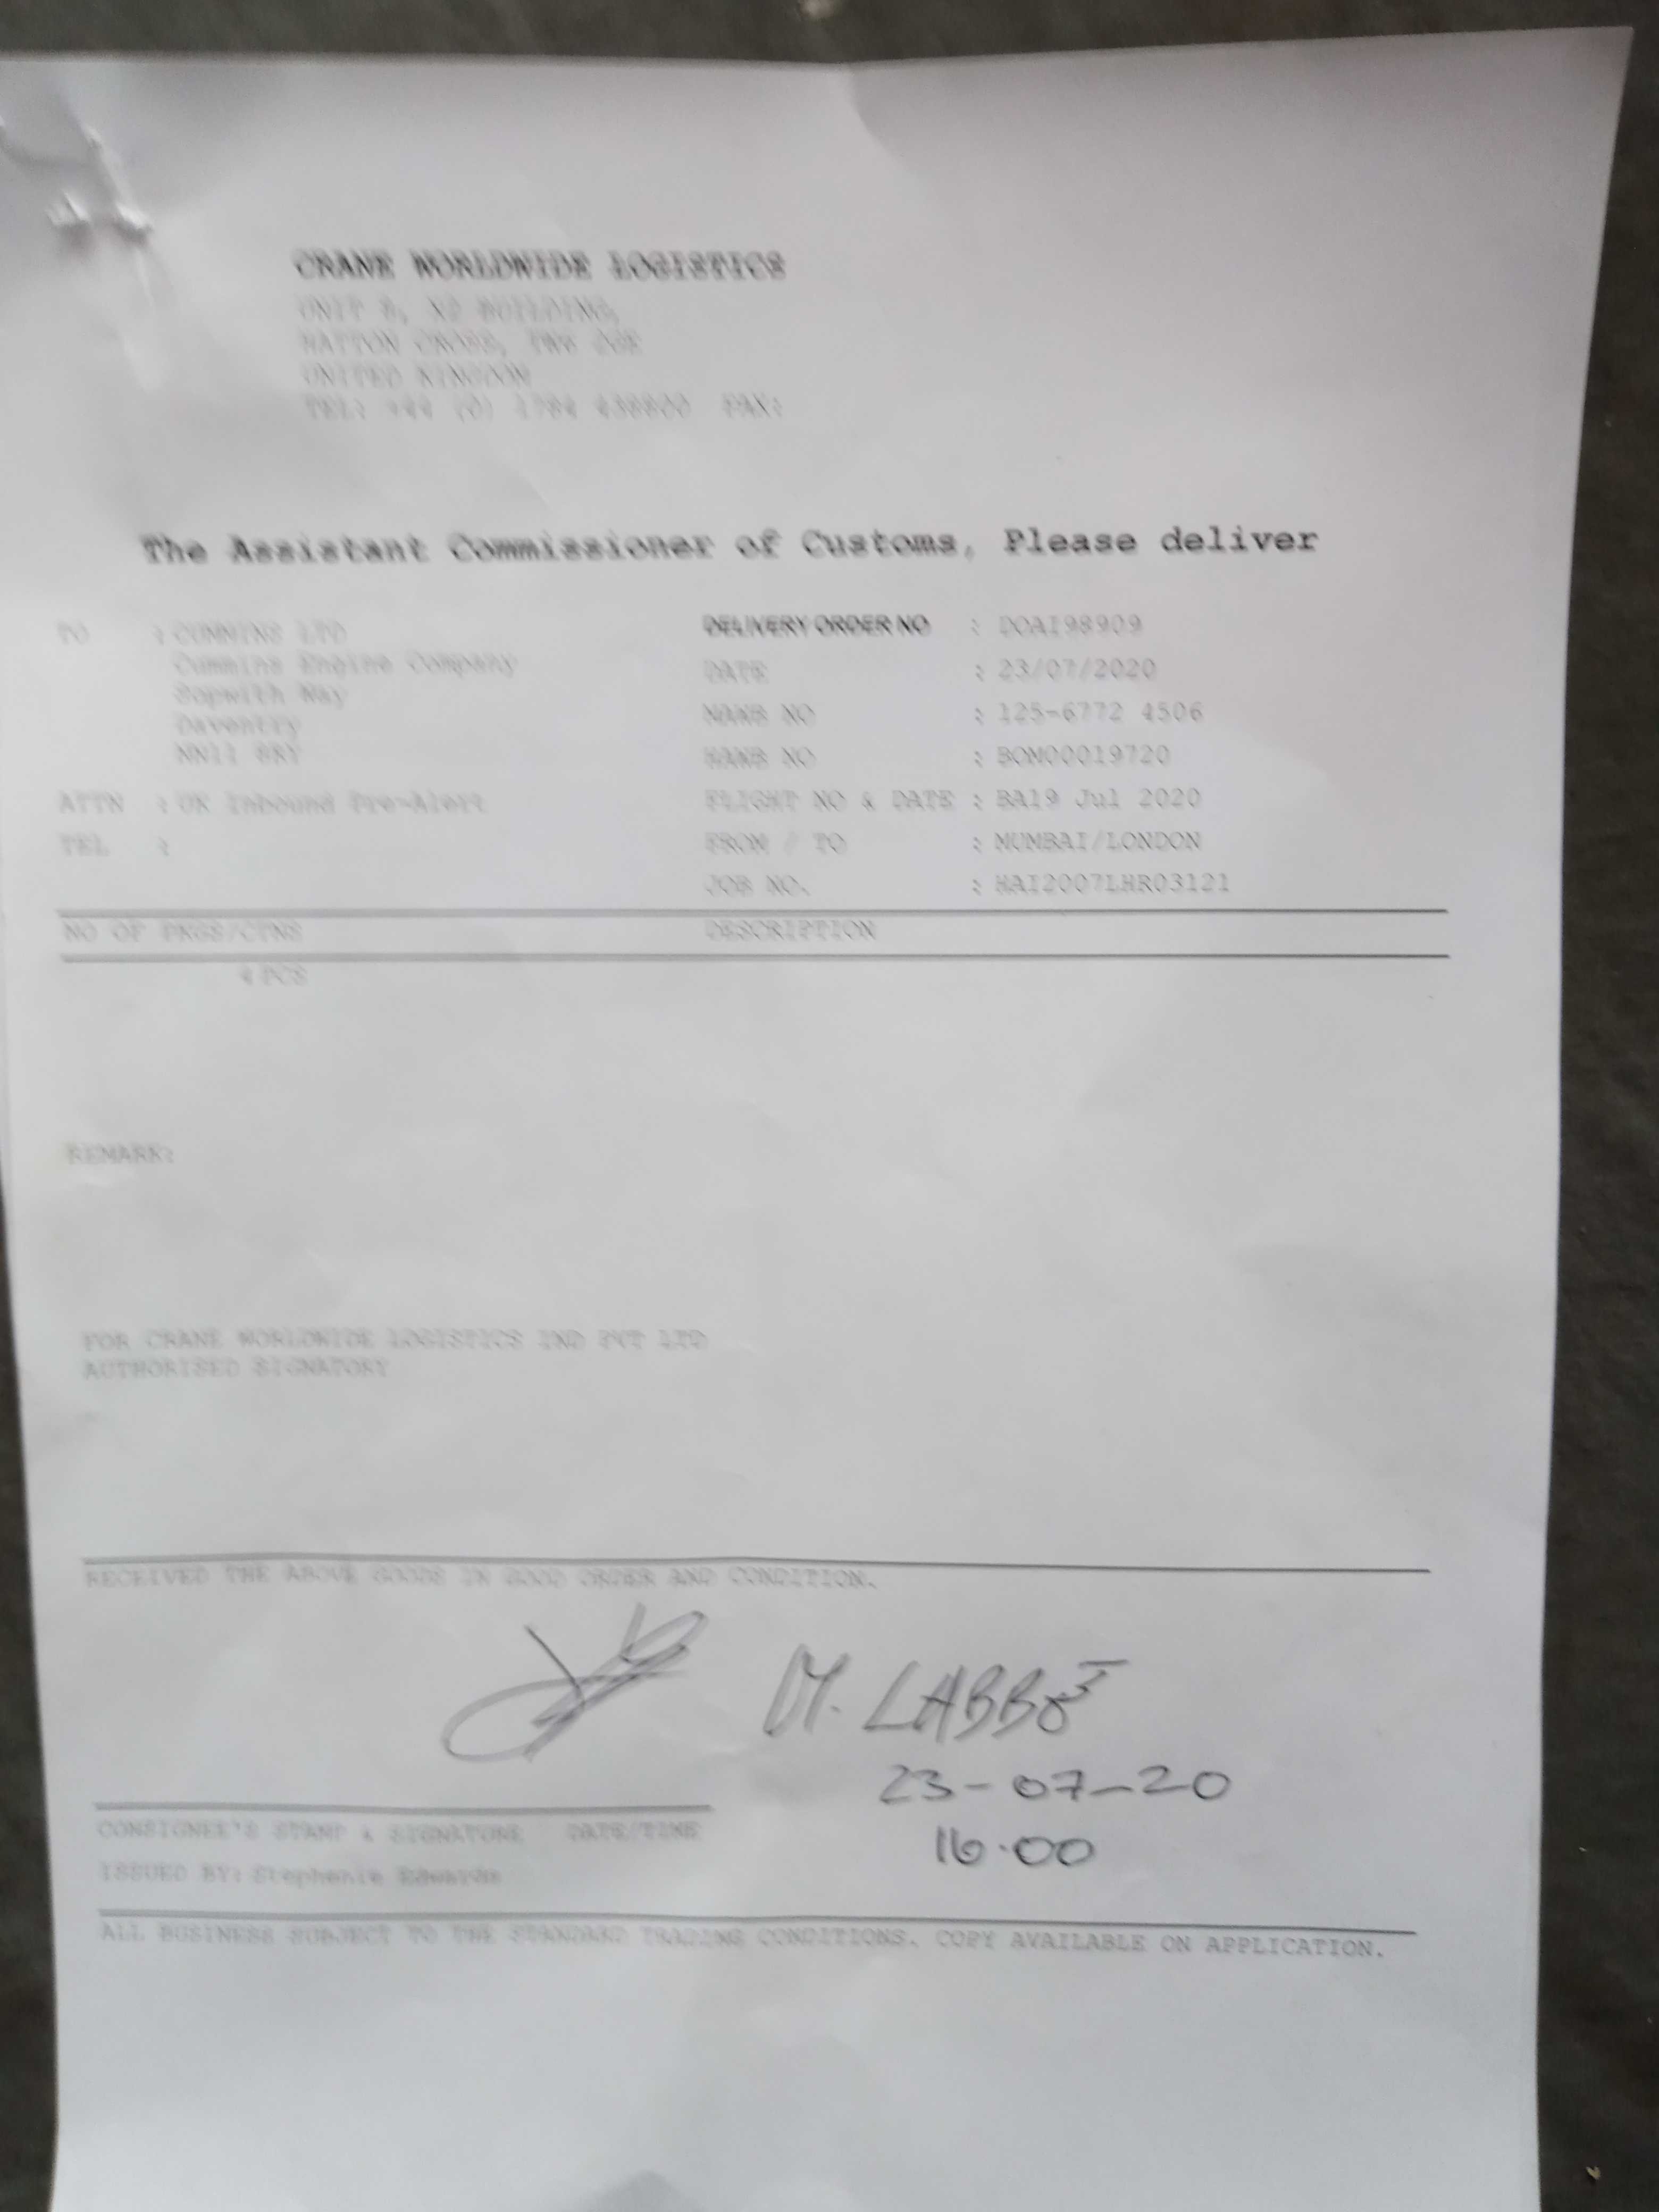 CRANE WORLDWIDE LOGISTICS
UNIT 8, X2 BUILDING,
HATTON CROSS, TW6 2GE
UNITED KINGDOM
TEL: +44 (0) 1784 FAX:
The Assistant Commissioner of Customs, Please deliver
TO : CUMMINS LTD
Cummins Engine Company
Sopwith Way
Daventry
NN11
ATTN : UK Inbound Pre-Alert
TEL :
DELIVERY ORDER NO : DOAI98909
DATE : 23/07/2020
MAWB NO : 125-6772 4506
HAWB NO : BOM00019720
FLIGHT NO & DATE : BA19 Jul 2020
FROM / TO : MUMBAI/LONDON
JOB NO. : HAI2007LHR03121
NO OF PKGS/CTNS DESCRIPTION
4 PCS
REMARK:
FOR CRANE WORLDWIDE LOGISTICS IND PVT LTD
AUTHORISED SIGNATORY
RECEIVED THE ABOVE GOODS IN GOOD ORDER AND CONDITION.
M. LABBO
23-07-20
16.00
CONSIGNEE'S STAMP & SIGNATURE DATE/TIME
ISSUED BY: Stephenie Edwards
ALL BUSINESS SUBJECT TO THE STANDARD TRADING CONDITIONS. COPY AVAILABLE ON APPLICATION.